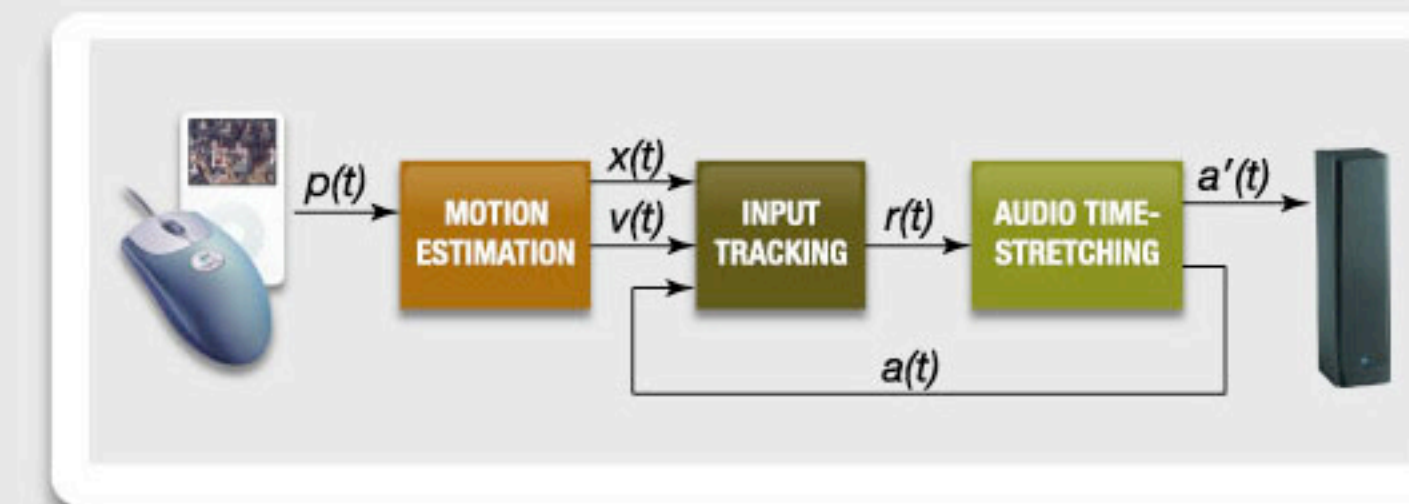 p(t)
MOTION
ESTIMATION
x(t)
v(t)
INPUT
TRACKING
r(t)
AUDIO TIME-
STRETCHING
a′(t)
a(t)